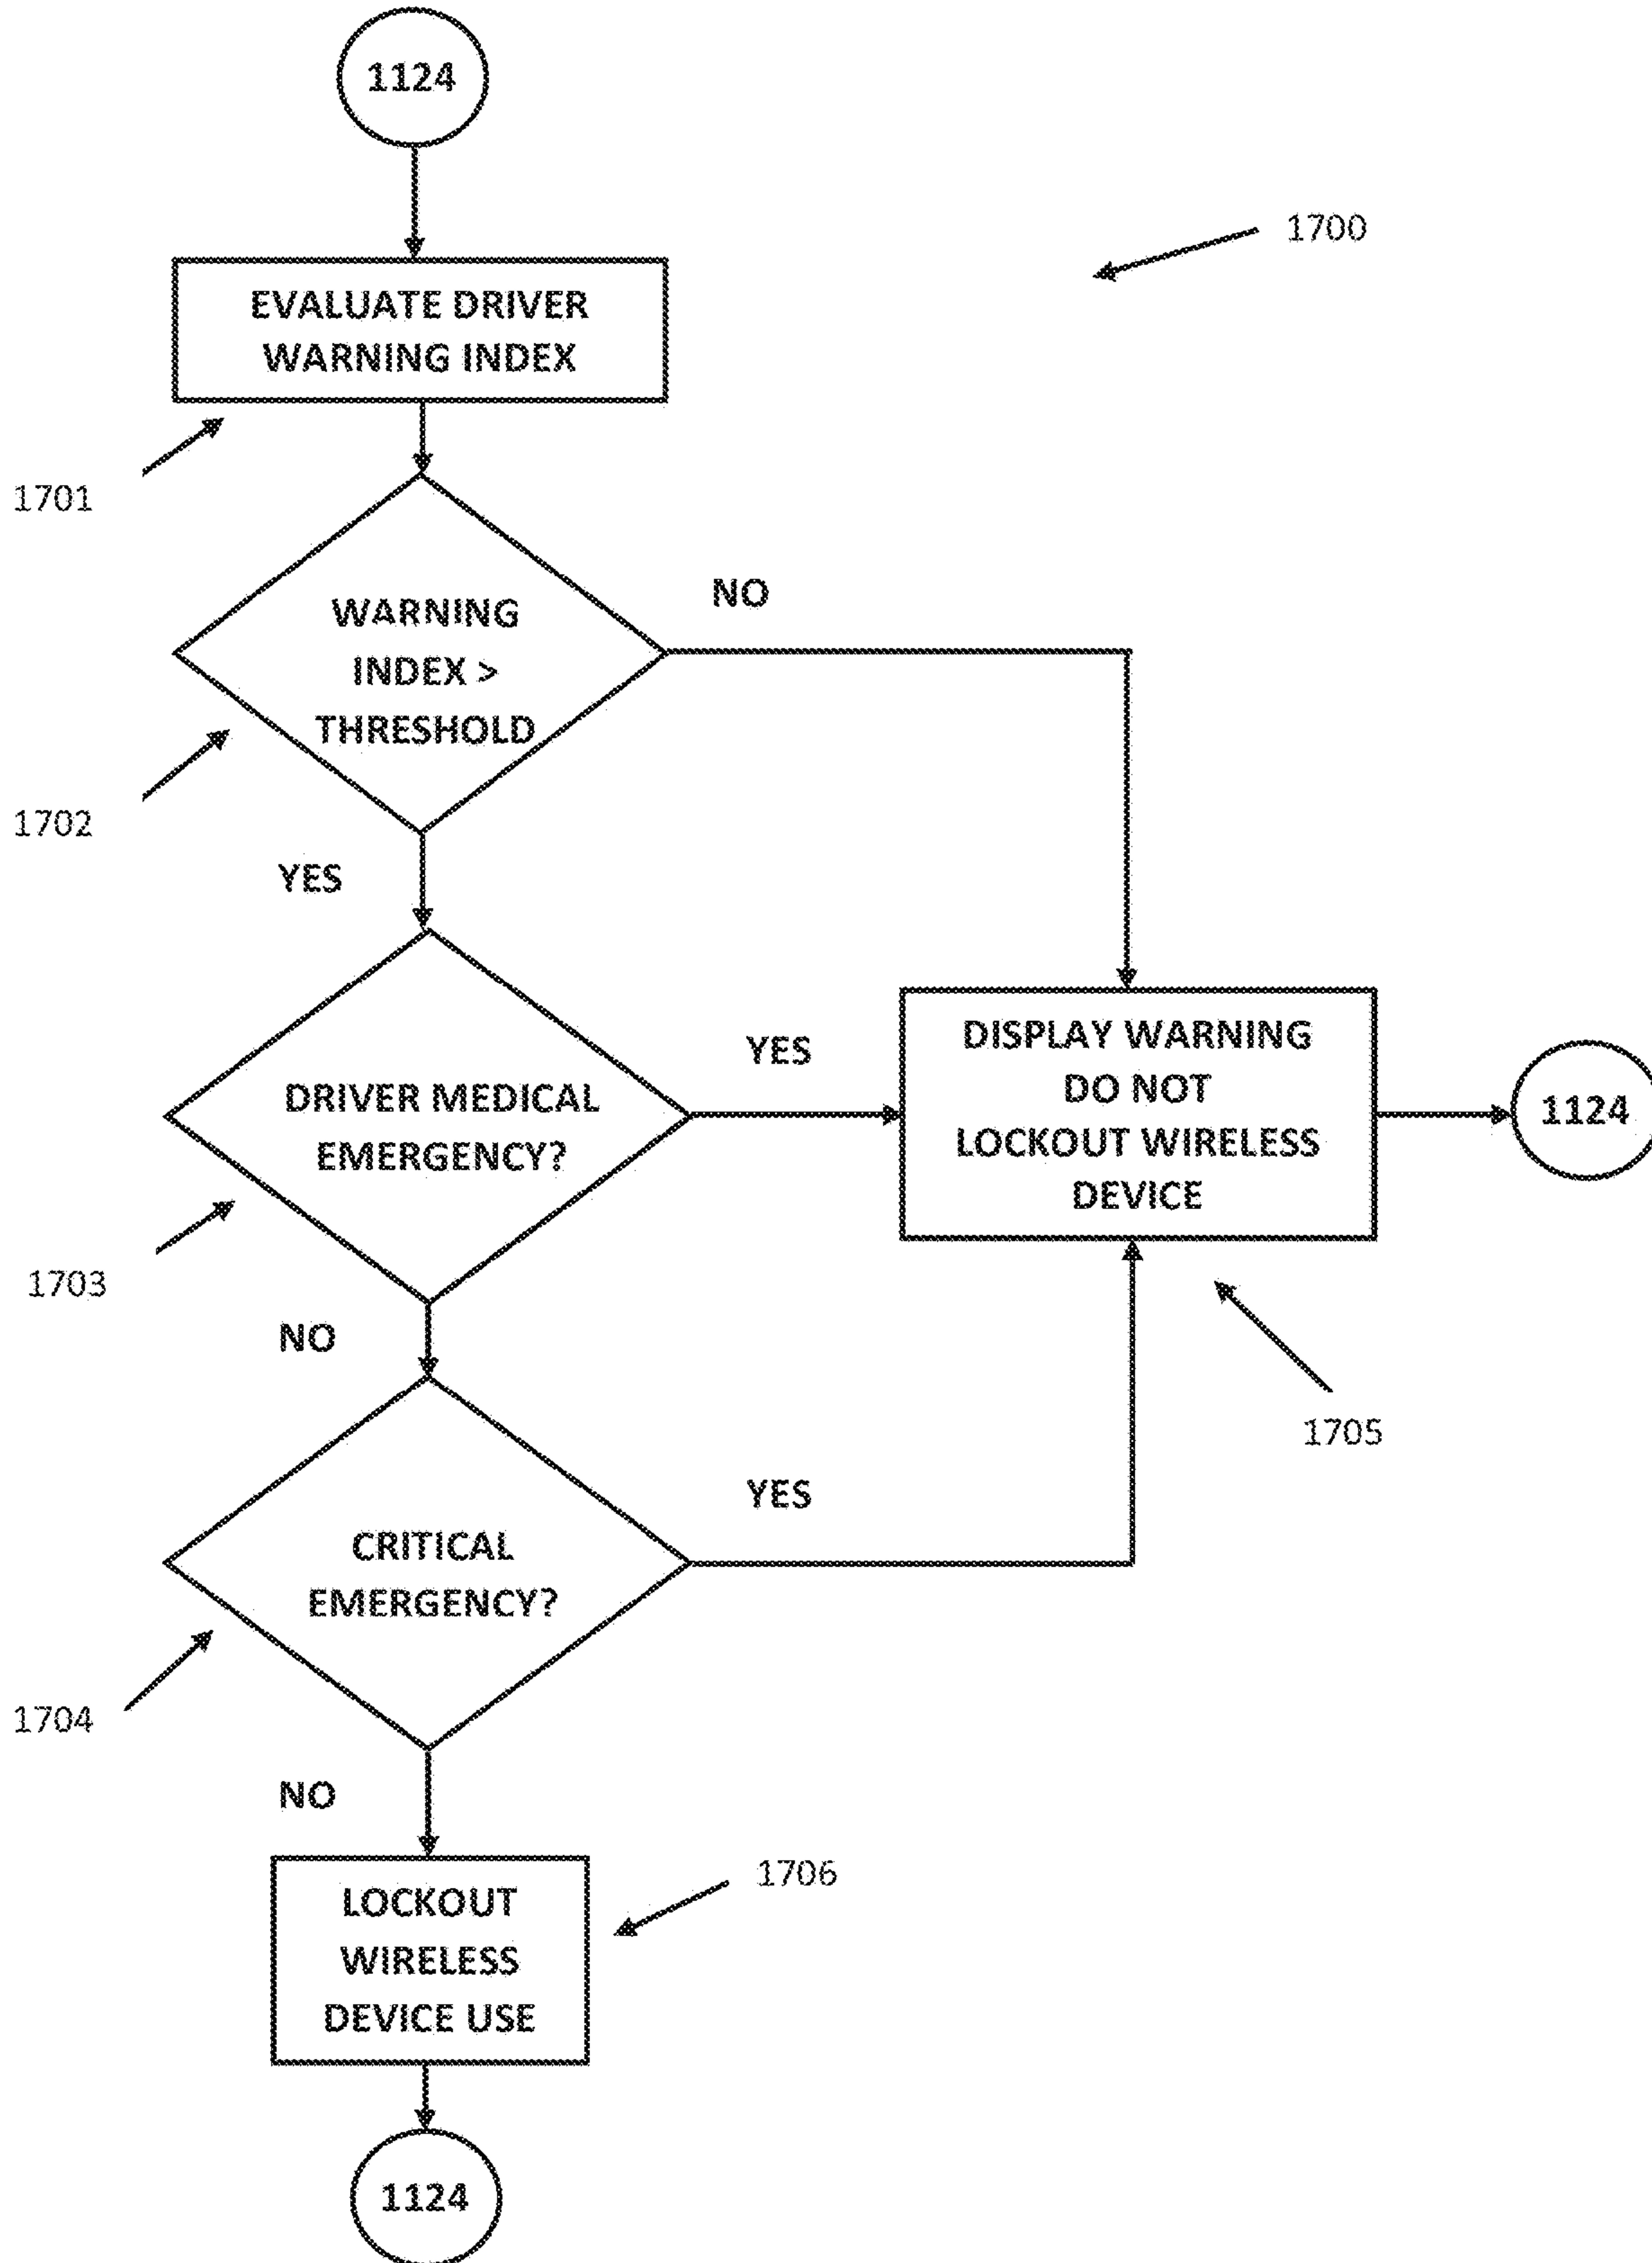 1124
1700
EVALUATE DRIVER
WARNING INDEX
1701
WARNING
INDEX >
THRESHOLD
NO
1702
YES
DRIVER MEDICAL
EMERGENCY?
YES
DISPLAY WARNING
DO NOT
LOCKOUT WIRELESS
DEVICE
1124
1703
NO
1705
CRITICAL
EMERGENCY?
YES
1704
NO
LOCKOUT
WIRELESS
DEVICE USE
1706
1124